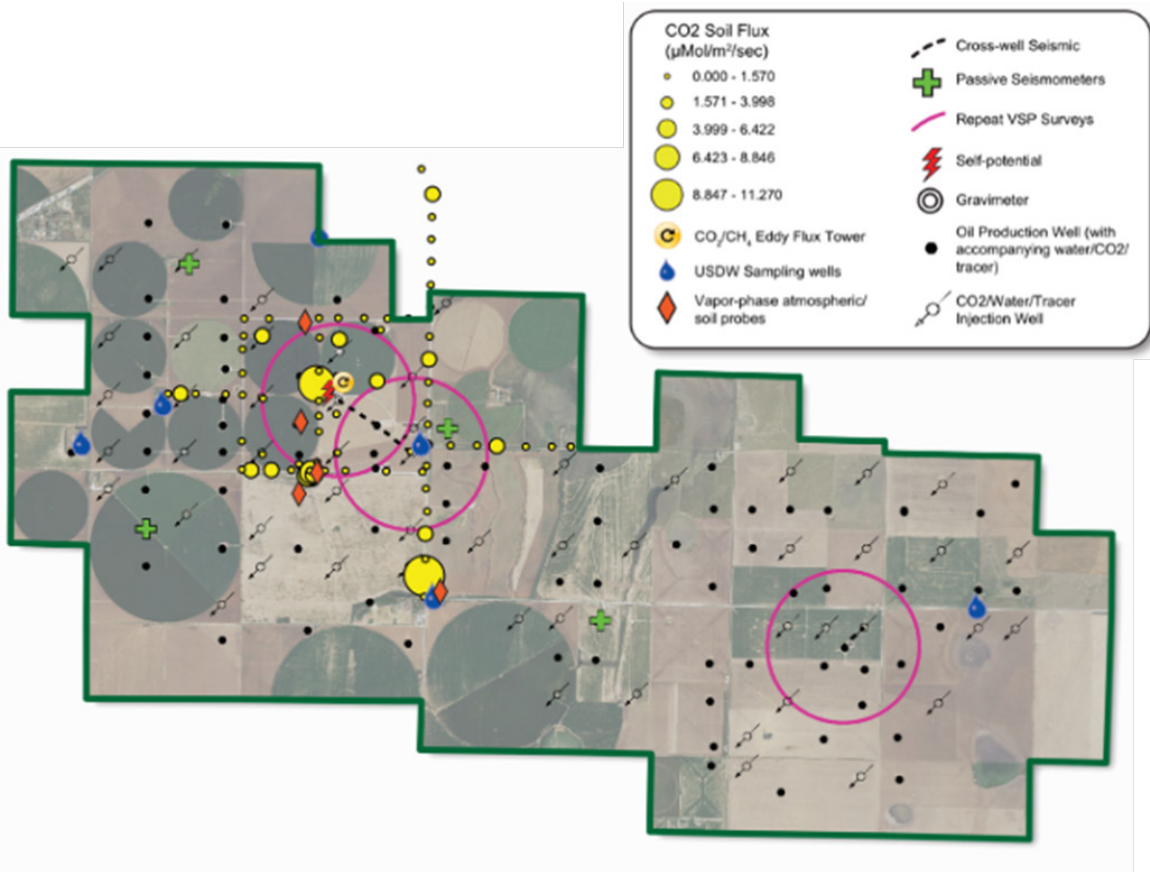 CO2 Soil Flux
(µMol/m²/sec)
0.000 - 1.570
1.571 - 3.998
3.999 - 6.422
6.423 - 8.846
8.847 - 11.270
CO₂/CH₄ Eddy Flux Tower
USDW Sampling wells
Vapor-phase atmospheric/
soil probes
Cross-well Seismic
Passive Seismometers
Repeat VSP Surveys
Self-potential
Gravimeter
Oil Production Well (with
accompanying water/CO2/
tracer)
CO2/Water/Tracer
Injection Well